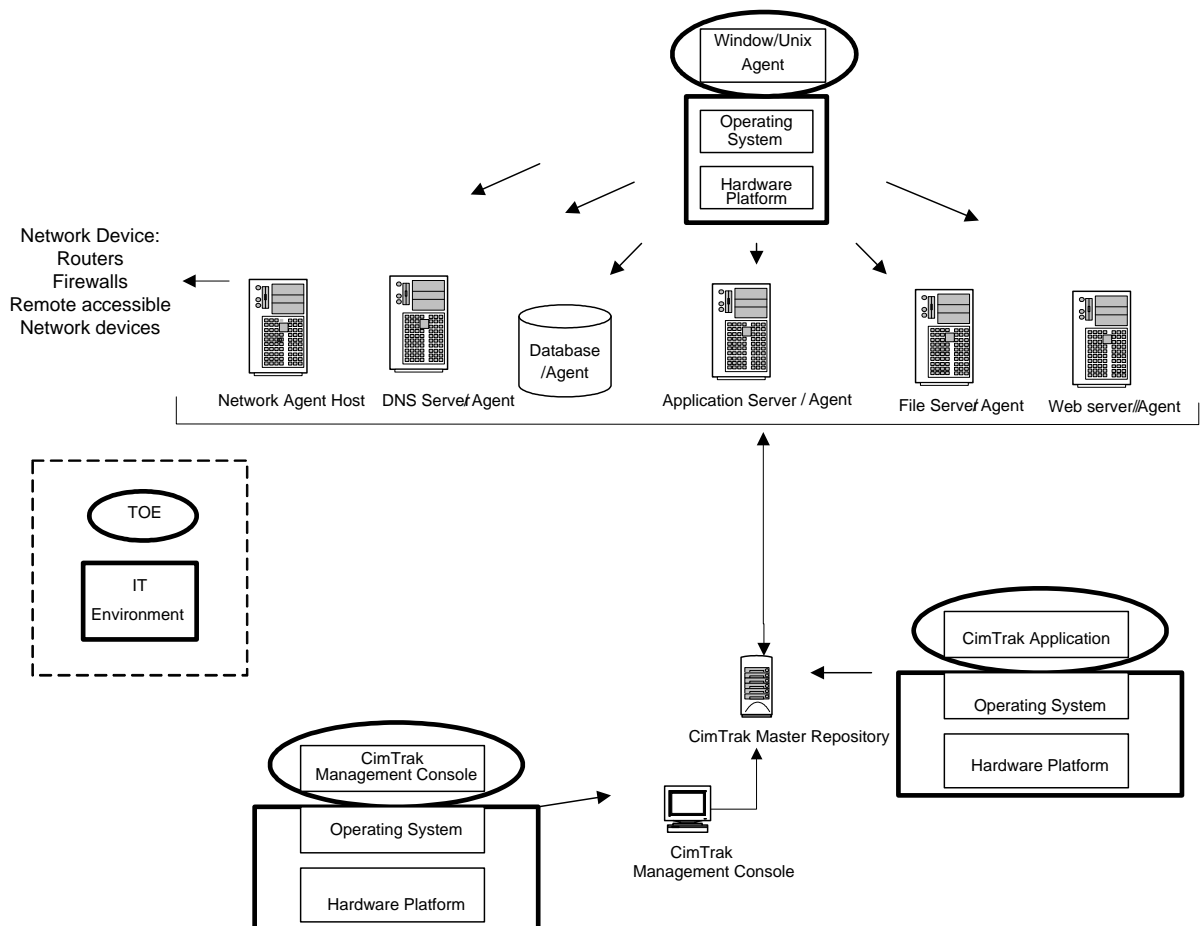 Window/Unix
Agent
Operating
System
Hardware
Platform
Network Device:
Routers
Firewalls
Remote accessible
Network devices
Database
/Agent
Network Agent Host
DNS Server/ Agent
Application Server / Agent
File Server/ Agent
Web server//Agent
TOE
IT
Environment
CimTrak Application
Operating System
Hardware Platform
CimTrak Master Repository
CimTrak
Management Console
Operating System
Hardware Platform
CimTrak
Management Console